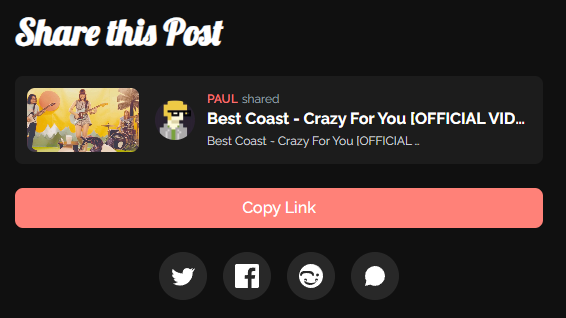 Share this Post
PAUL shared
Best Coast - Crazy For You [OFFICIAL VID...
Best Coast - Crazy For You [OFFICIAL ...
Copy Link